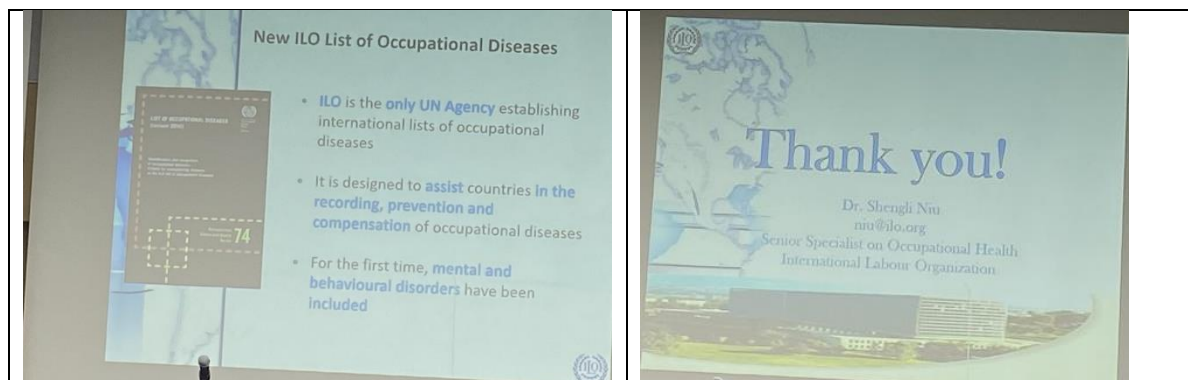 New ILO List of Occupational Diseases
LIST OF OCCUPATIONAL DISEASES
74
• ILO is the only UN Agency establishing
international lists of occupational
diseases
• It is designed to assist countries in the
recording, prevention and
compensation of occupational diseases
• For the first time, mental and
behavioural disorders have been
included
ILO
ILO
Thank you!
Dr. Shengli Niu
niu@ilo.org
Senior Specialist on Occupational Health
International Labour Organization